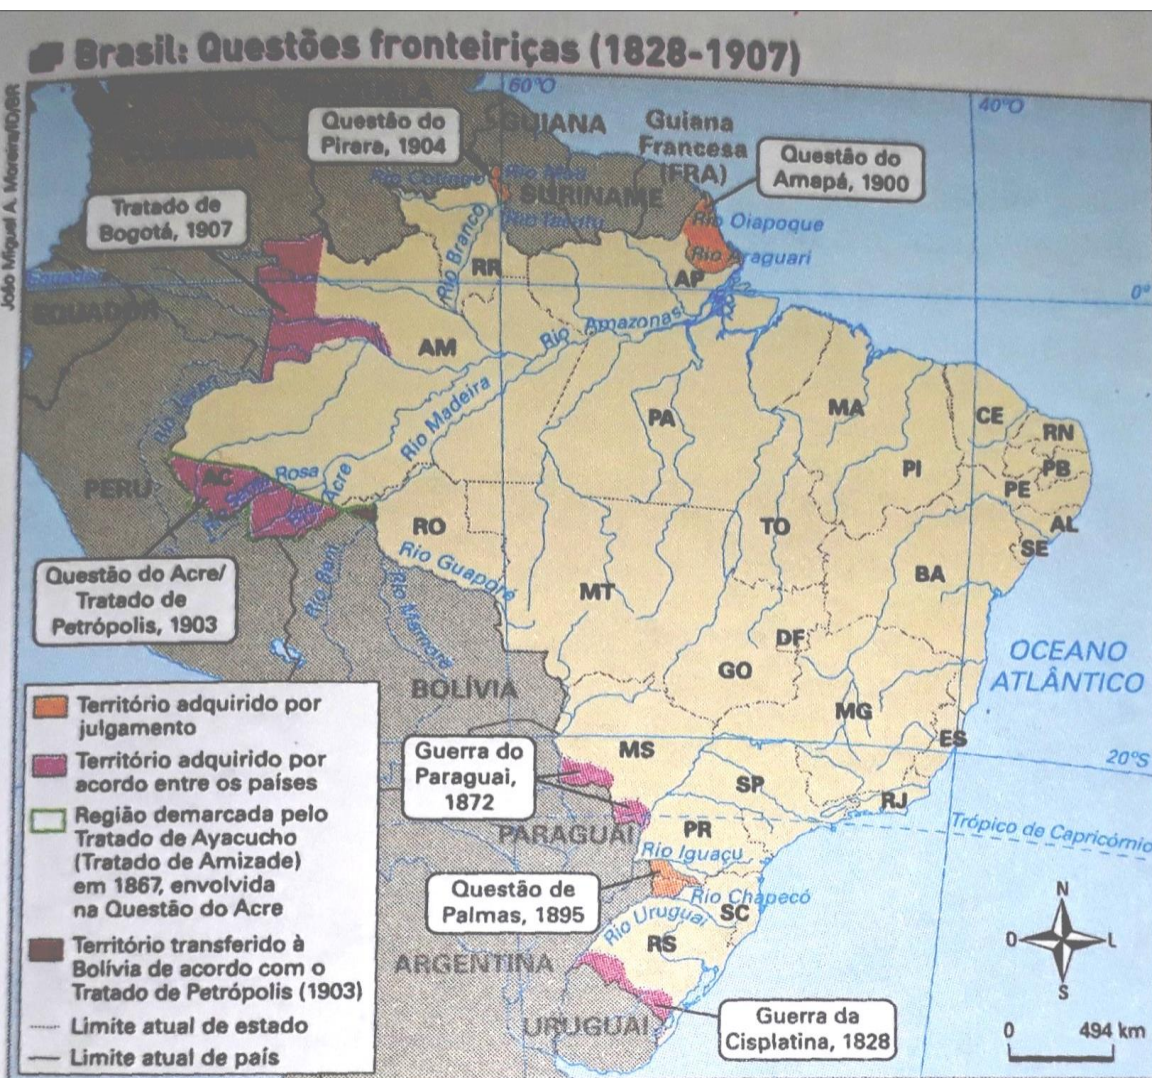 Brasil: Questões fronteiriças (1828-1907)
João Miguel A. Moreira/ID/BR
60°O
40°O
Questão do
Pirara, 1904
GUIANA
Guiana
Francesa
(FRA)
Questão do
Amapá, 1900
Rio Cotingo
Rio Maú
SURINAME
Rio Tacutu
Tratado de
Bogotá, 1907
Rio Branco
Rio Oiapoque
Rio Araguari
RR
AP
Equador
0°
EQUADOR
AM
Rio Amazonas
Rio Madeira
Rio Javari
PA
MA
CE
RN
PB
PI
PE
AL
SE
PERU
AC
Rosa
Rio Acre
RO
TO
BA
Rio Guaporé
Questão do Acre/
Tratado de
Petrópolis, 1903
Rio Beni
Rio Mamoré
MT
DF
GO
OCEANO
ATLÂNTICO
BOLÍVIA
MG
ES
20°S
MS
SP
RJ
Guerra do
Paraguai,
1872
PARAGUAI
PR
Trópico de Capricórnio
Rio Iguaçu
Questão de
Palmas, 1895
Rio Chapecó
SC
Rio Uruguai
RS
ARGENTINA
URUGUAI
Guerra da
Cisplatina, 1828
Território adquirido por
julgamento
Território adquirido por
acordo entre os países
Região demarcada pelo
Tratado de Ayacucho
(Tratado de Amizade)
em 1867, envolvida
na Questão do Acre
Território transferido à
Bolívia de acordo com o
Tratado de Petrópolis (1903)
Limite atual de estado
Limite atual de país
N
O
L
S
0 494 km